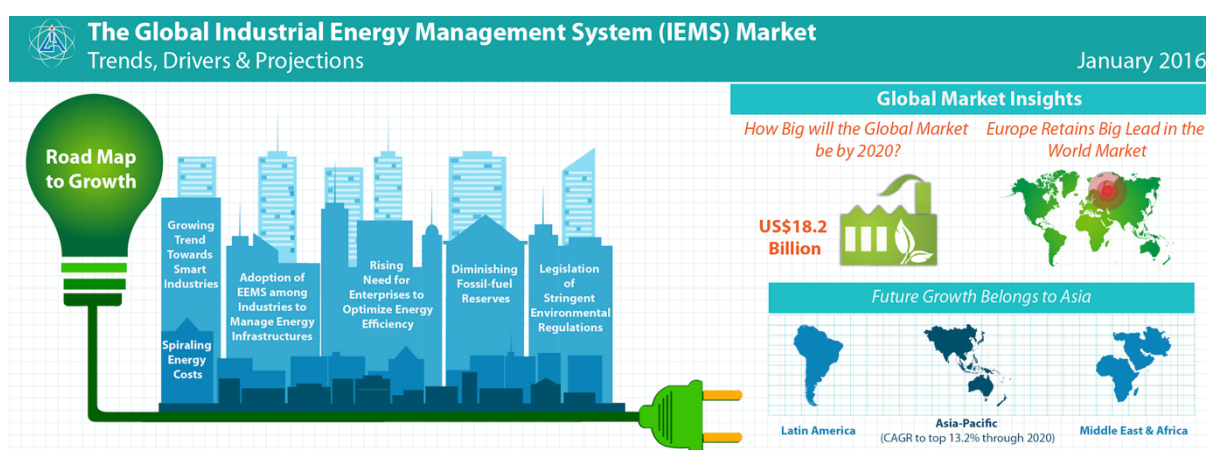 The Global Industrial Energy Management System (IEMS) Market
Trends, Drivers & Projections
January 2016
Road Map
to Growth
Growing
Trend
Towards
Smart
Industries
Spiraling
Energy
Costs
Adoption of
EEMS among
Industries to
Manage Energy
Infrastructures
Rising
Need for
Enterprises to
Optimize Energy
Efficiency
Diminishing
Fossil-fuel
Reserves
Legislation
of
Stringent
Environmental
Regulations
Global Market Insights
How Big will the Global Market
be by 2020?
US$18.2
Billion
Europe Retains Big Lead in the
World Market
Future Growth Belongs to Asia
Latin America
Asia-Pacific
(CAGR to top 13.2% through 2020)
Middle East & Africa